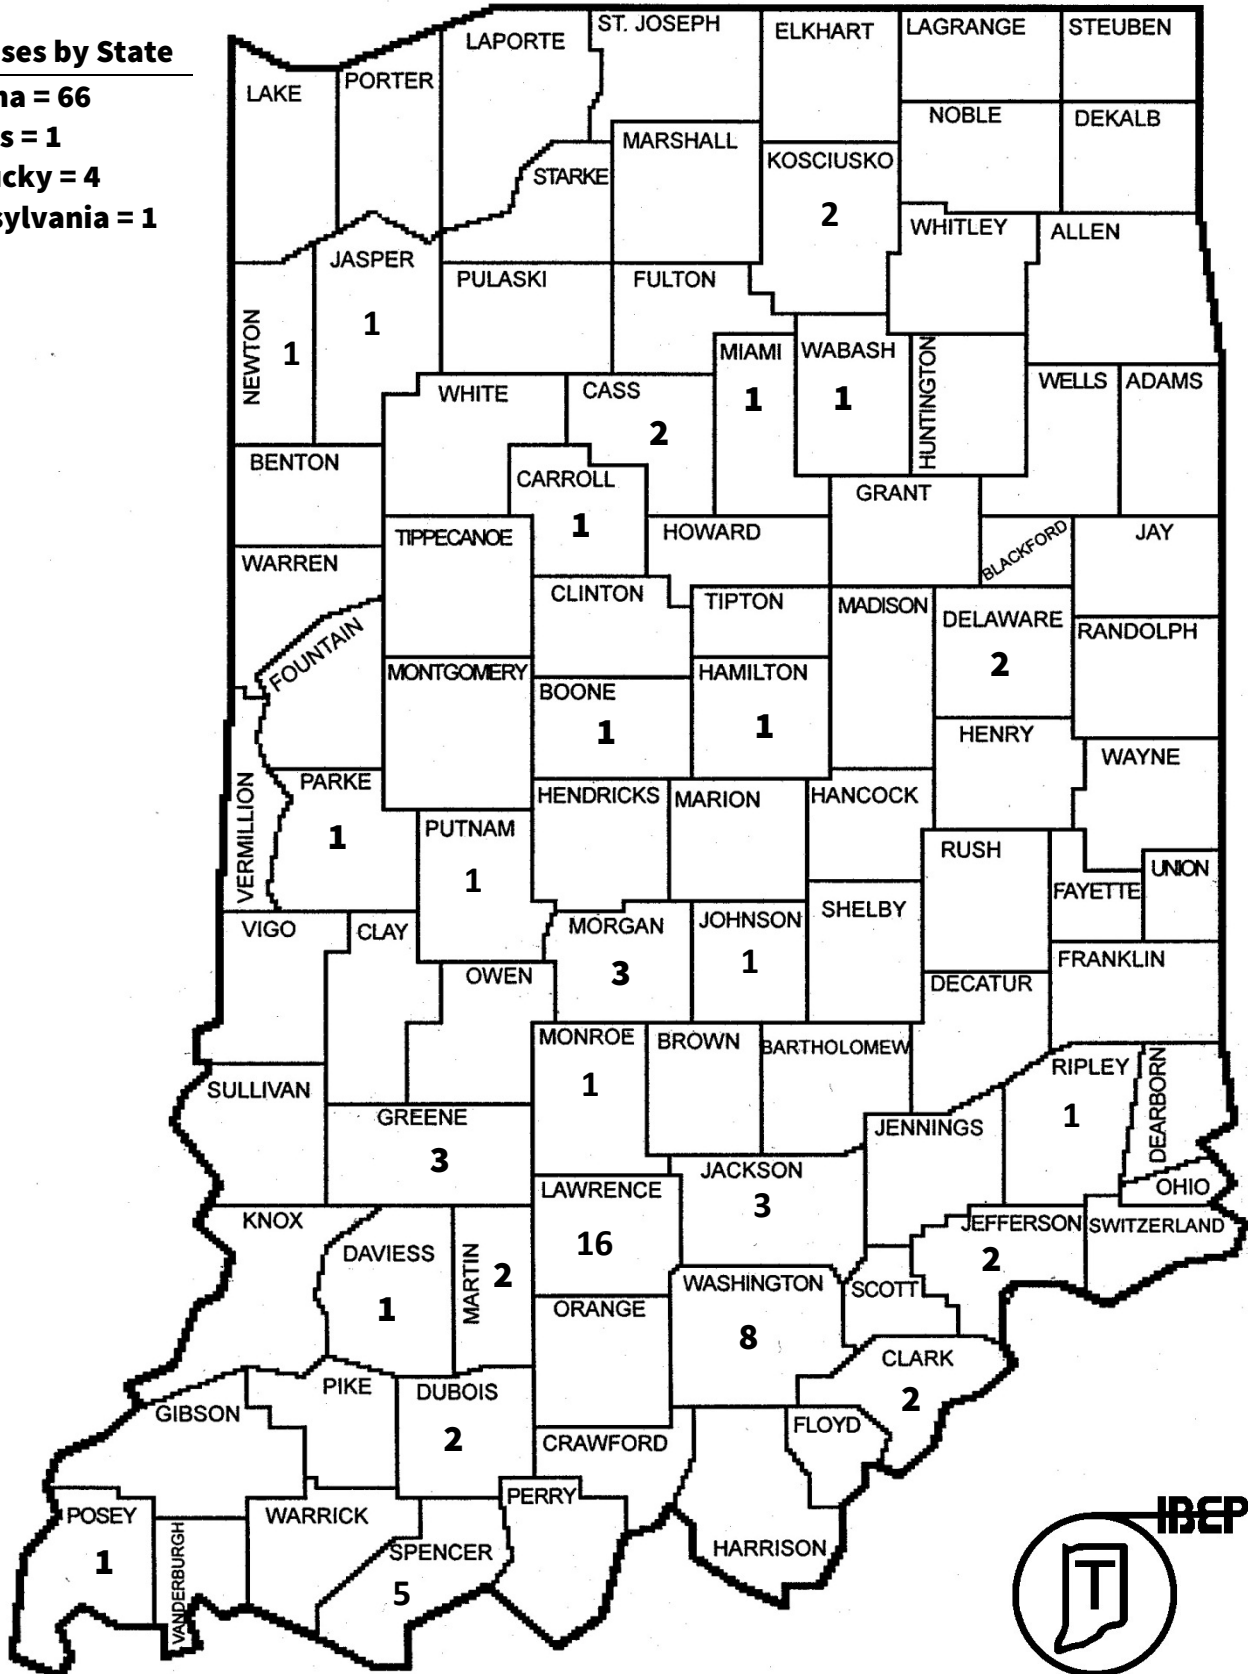 ses by State
na = 66
s = 1
ucky = 4
sylvania = 1
LAKE
PORTER
LAPORTE
ST. JOSEPH
ELKHART
LAGRANGE
STEUBEN
NOBLE
DEKALB
MARSHALL
STARKE
KOSCIUSKO
2
WHITLEY
ALLEN
JASPER
1
PULASKI
FULTON
NEWTON
1
MIAMI
1
WABASH
1
HUNTINGTON
WELLS
ADAMS
WHITE
CASS
2
BENTON
CARROLL
1
GRANT
TIPPECANOE
HOWARD
BLACKFORD
JAY
WARREN
CLINTON
TIPTON
MADISON
DELAWARE
2
RANDOLPH
FOUNTAIN
MONTGOMERY
BOONE
1
HAMILTON
1
HENRY
WAYNE
VERMILLION
PARKE
1
PUTNAM
1
HENDRICKS
MARION
HANCOCK
RUSH
FAYETTE
UNION
VIGO
CLAY
MORGAN
3
JOHNSON
1
SHELBY
FRANKLIN
OWEN
DECATUR
MONROE
1
BROWN
BARTHOLOMEW
RIPLEY
1
DEARBORN
SULLIVAN
GREENE
3
JENNINGS
LAWRENCE
16
JACKSON
3
OHIO
KNOX
DAVIESS
1
MARTIN
2
JEFFERSON
2
SWITZERLAND
ORANGE
WASHINGTON
8
SCOTT
CLARK
2
GIBSON
PIKE
DUBOIS
2
CRAWFORD
FLOYD
POSEY
1
VANDERBURGH
WARRICK
SPENCER
5
PERRY
HARRISON
IBEP
T